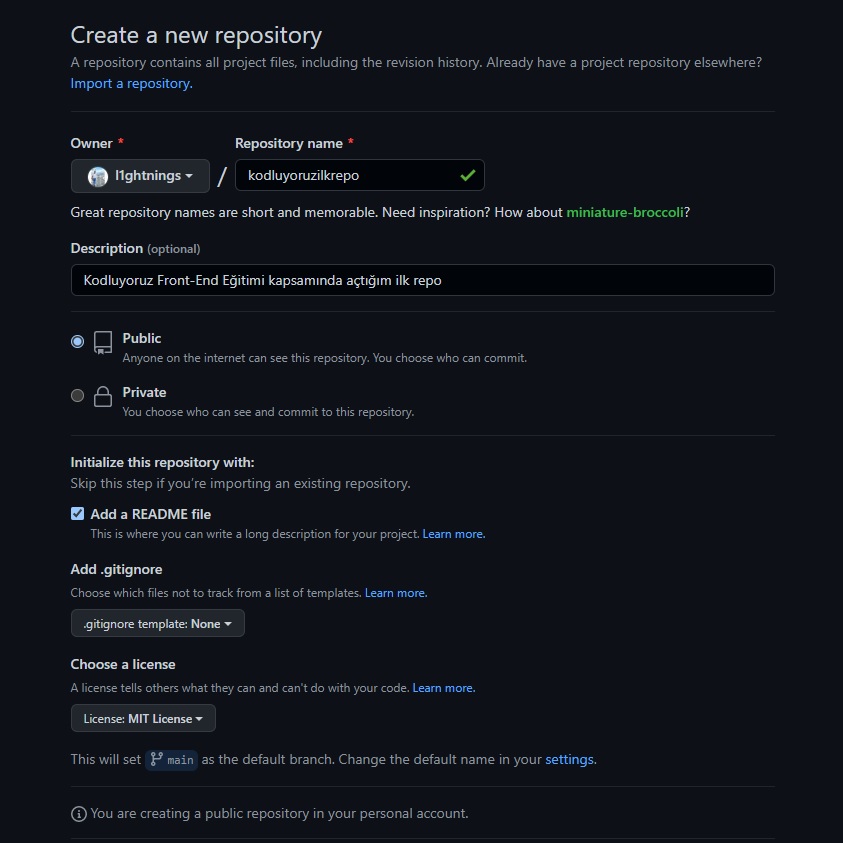 Create a new repository
A repository contains all project files, including the revision history. Already have a project repository elsewhere?
Import a repository.
Owner * Repository name *
l1ghtnings / kodluyoruzilkrepo
Great repository names are short and memorable. Need inspiration? How about miniature-broccoli?
Description (optional)
Kodluyoruz Front-End Eğitimi kapsamında açtığım ilk repo
Public
Anyone on the internet can see this repository. You choose who can commit.
Private
You choose who can see and commit to this repository.
Initialize this repository with:
Skip this step if you’re importing an existing repository.
Add a README file
This is where you can write a long description for your project. Learn more.
Add .gitignore
Choose which files not to track from a list of templates. Learn more.
.gitignore template: None
Choose a license
A license tells others what they can and can't do with your code. Learn more.
License: MIT License
This will set main as the default branch. Change the default name in your settings.
You are creating a public repository in your personal account.